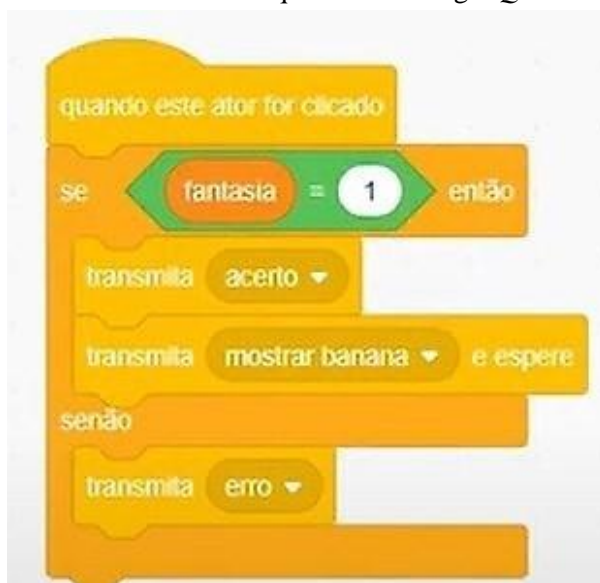 quando este ator for clicado
se fantasia = 1 então
transmita acerto
transmita mostrar banana e espere
senão
transmita erro